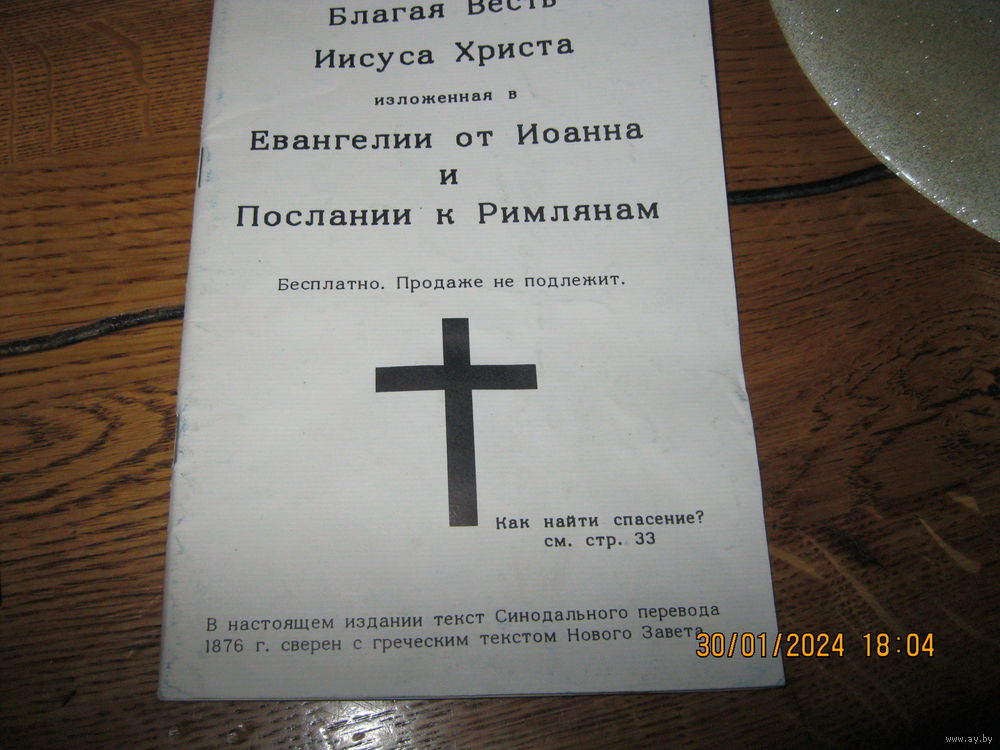 Благая Весть
Иисуса Христа
изложенная в
Евангелии от Иоанна
и
Послании к Римлянам
Бесплатно. Продаже не подлежит.
Как найти спасение?
см. стр. 33
В настоящем издании текст Синодального перевода
1876 г. сверен с греческим текстом Нового Завета
30/01/2024 18:04
www.ay.by